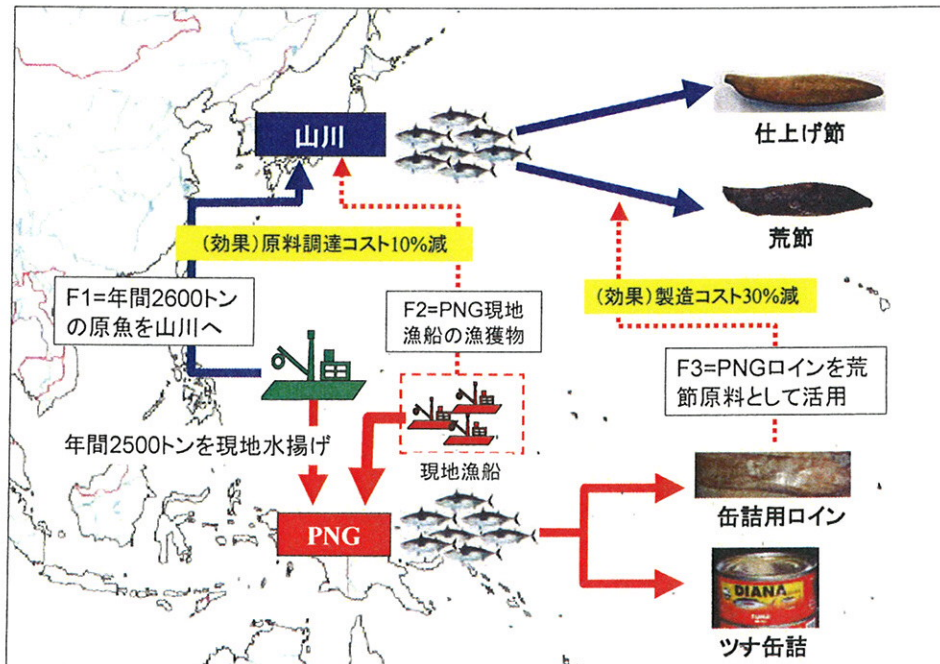 山川
仕上げ節
荒節
(効果)原料調達コスト10%減
(効果)製造コスト30%減
F1=年間2600トン
の原魚を山川へ
F2=PNG現地
漁船の漁獲物
F3=PNGロインを荒
節原料として活用
年間2500トンを現地水揚げ
現地漁船
PNG
缶詰用ロイン
DIANA
ツナ缶詰